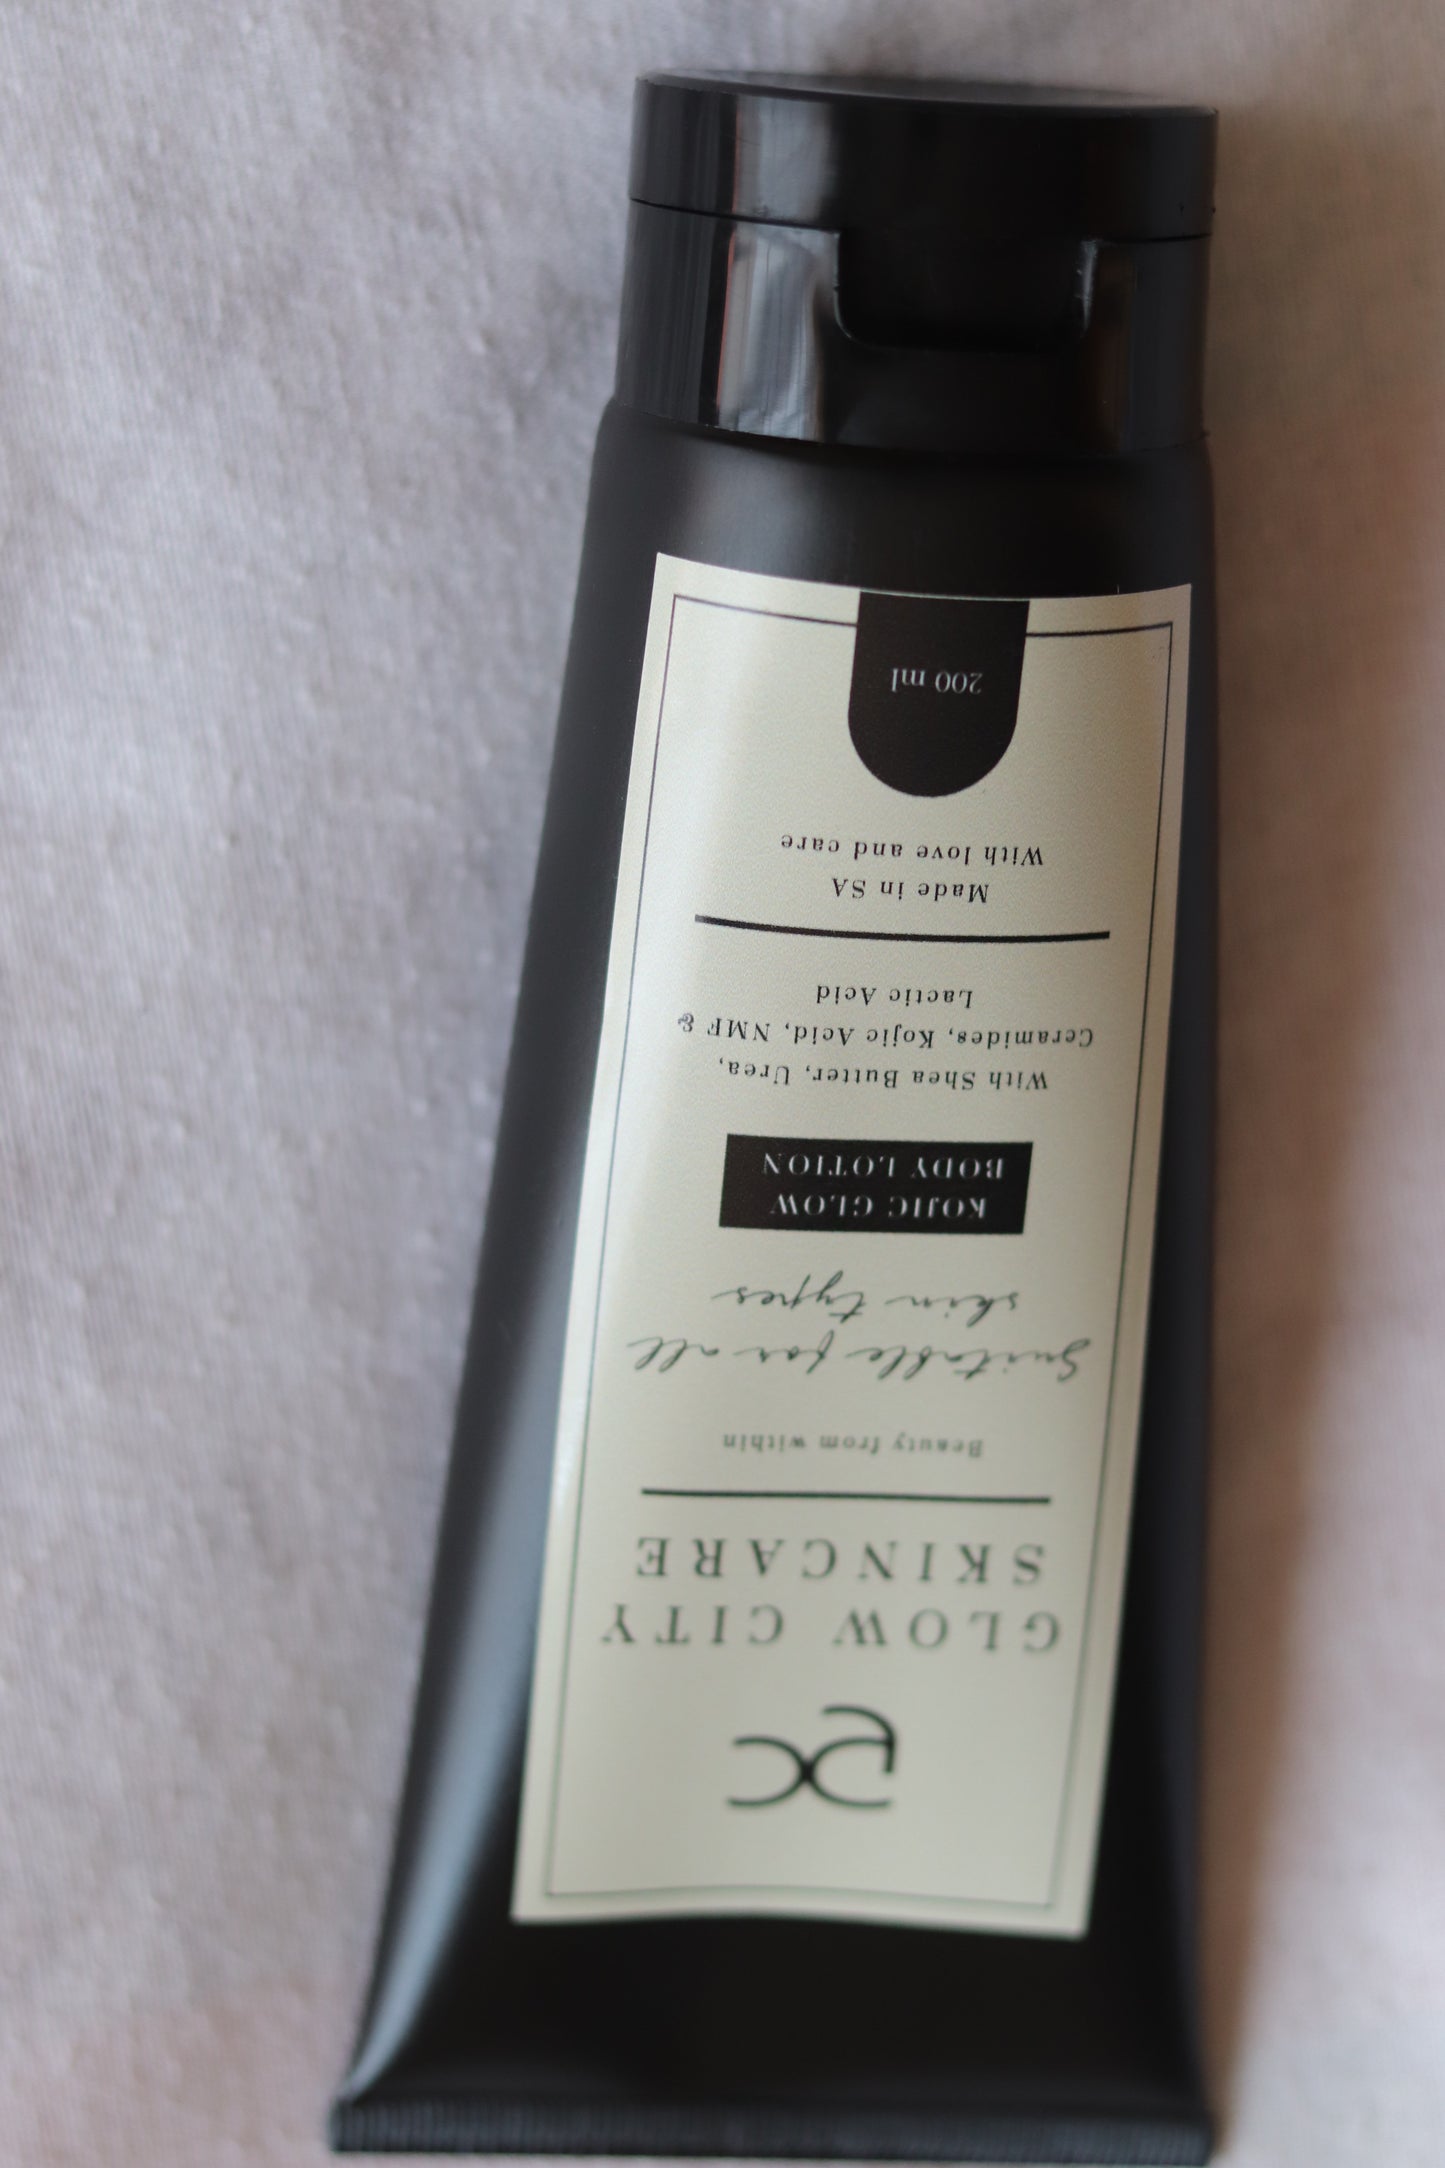 GLOW CITY
SKINCARE
Beauty from within
Suitable for all
skin types
KOJIC GLOW
BODY LOTION
With Shea Butter, Urea,
Ceramides, Kojic Acid, NMF &
Lactic Acid
Made in SA
With love and care
200 ml